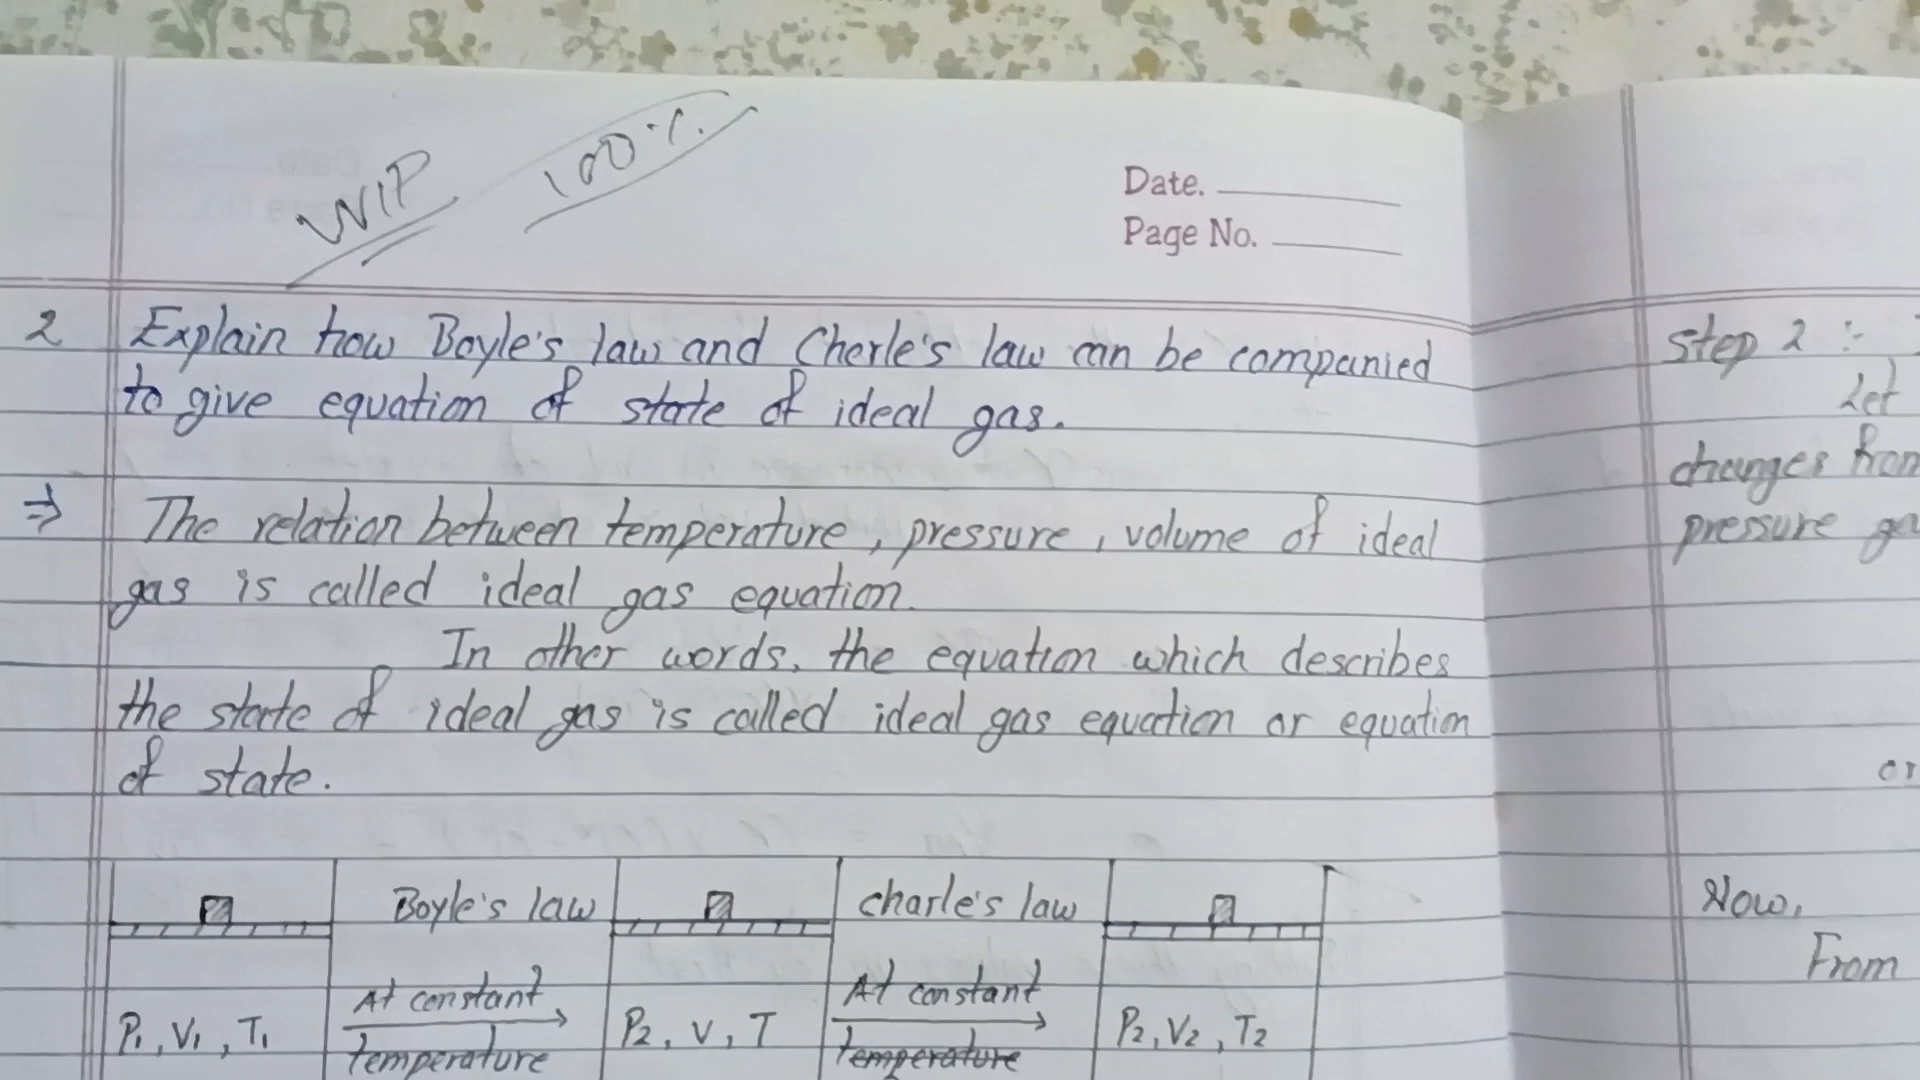 WIP 100%
Date.
Page No.
2 Explain how Boyle's law and Cherle's law can be companied
to give equation of state of ideal gas.
⇒ The relation between temperature, pressure, volume of ideal
gas is called ideal gas equation.
In other words, the equation which describes
the state of ideal gas is called ideal gas equation or equation
of state.
Boyle's law charle's law
At constant At constant
P1, V1, T1 P2, V, T P2, V2, T2
temperature temperature
Step 2 :-
Let
changes from
pressure
or
Now,
From